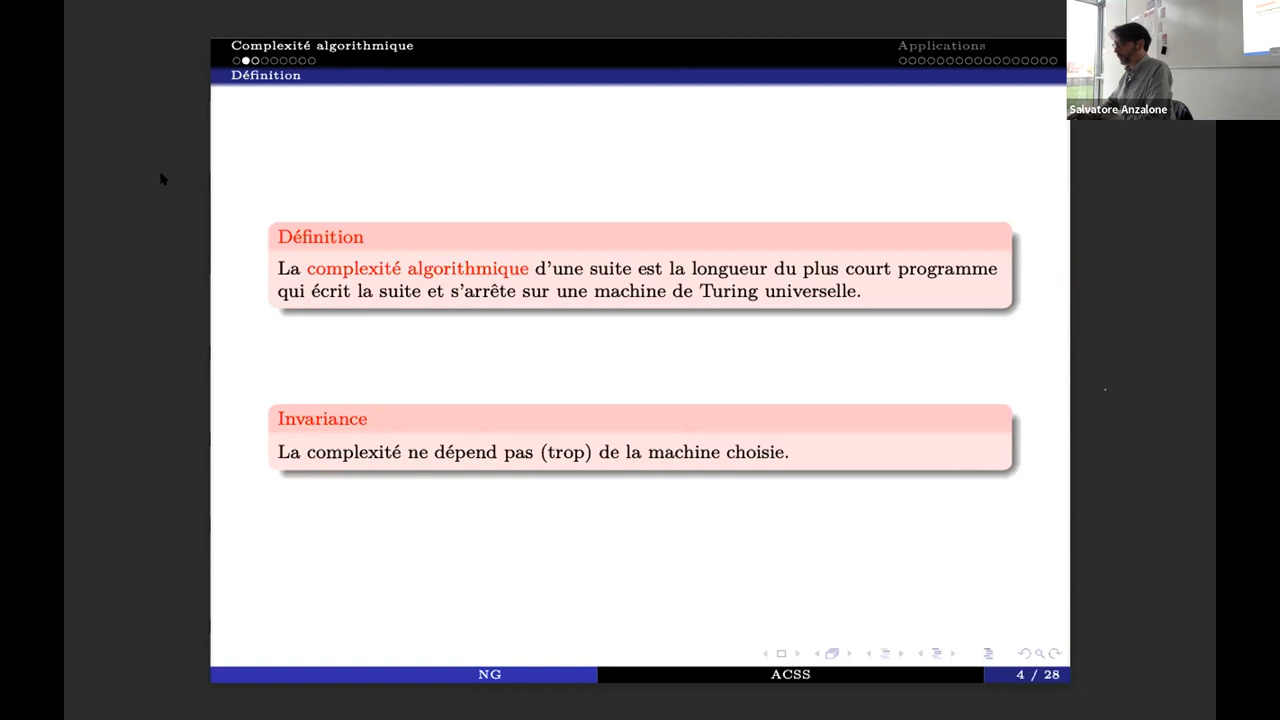 Complexité algorithmique
Applications
Définition
Salvatore Anzalone
Définition
La complexité algorithmique d'une suite est la longueur du plus court programme
qui écrit la suite et s'arrête sur une machine de Turing universelle.
Invariance
La complexité ne dépend pas (trop) de la machine choisie.
NG
ACSS
4 / 28